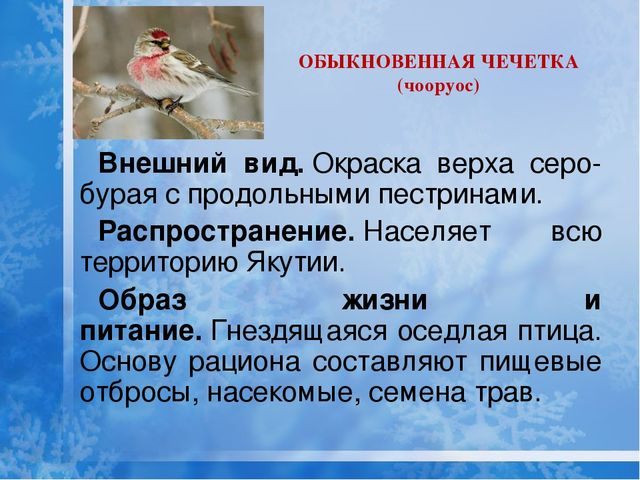 ОБЫКНОВЕННАЯ ЧЕЧЕТКА
(чооруос)
Внешний вид. Окраска верха серо-
бурая с продольными пестринами.
Распространение. Населяет всю
территорию Якутии.
Образ жизни и
питание. Гнездящаяся оседлая птица.
Основу рациона составляют пищевые
отбросы, насекомые, семена трав.